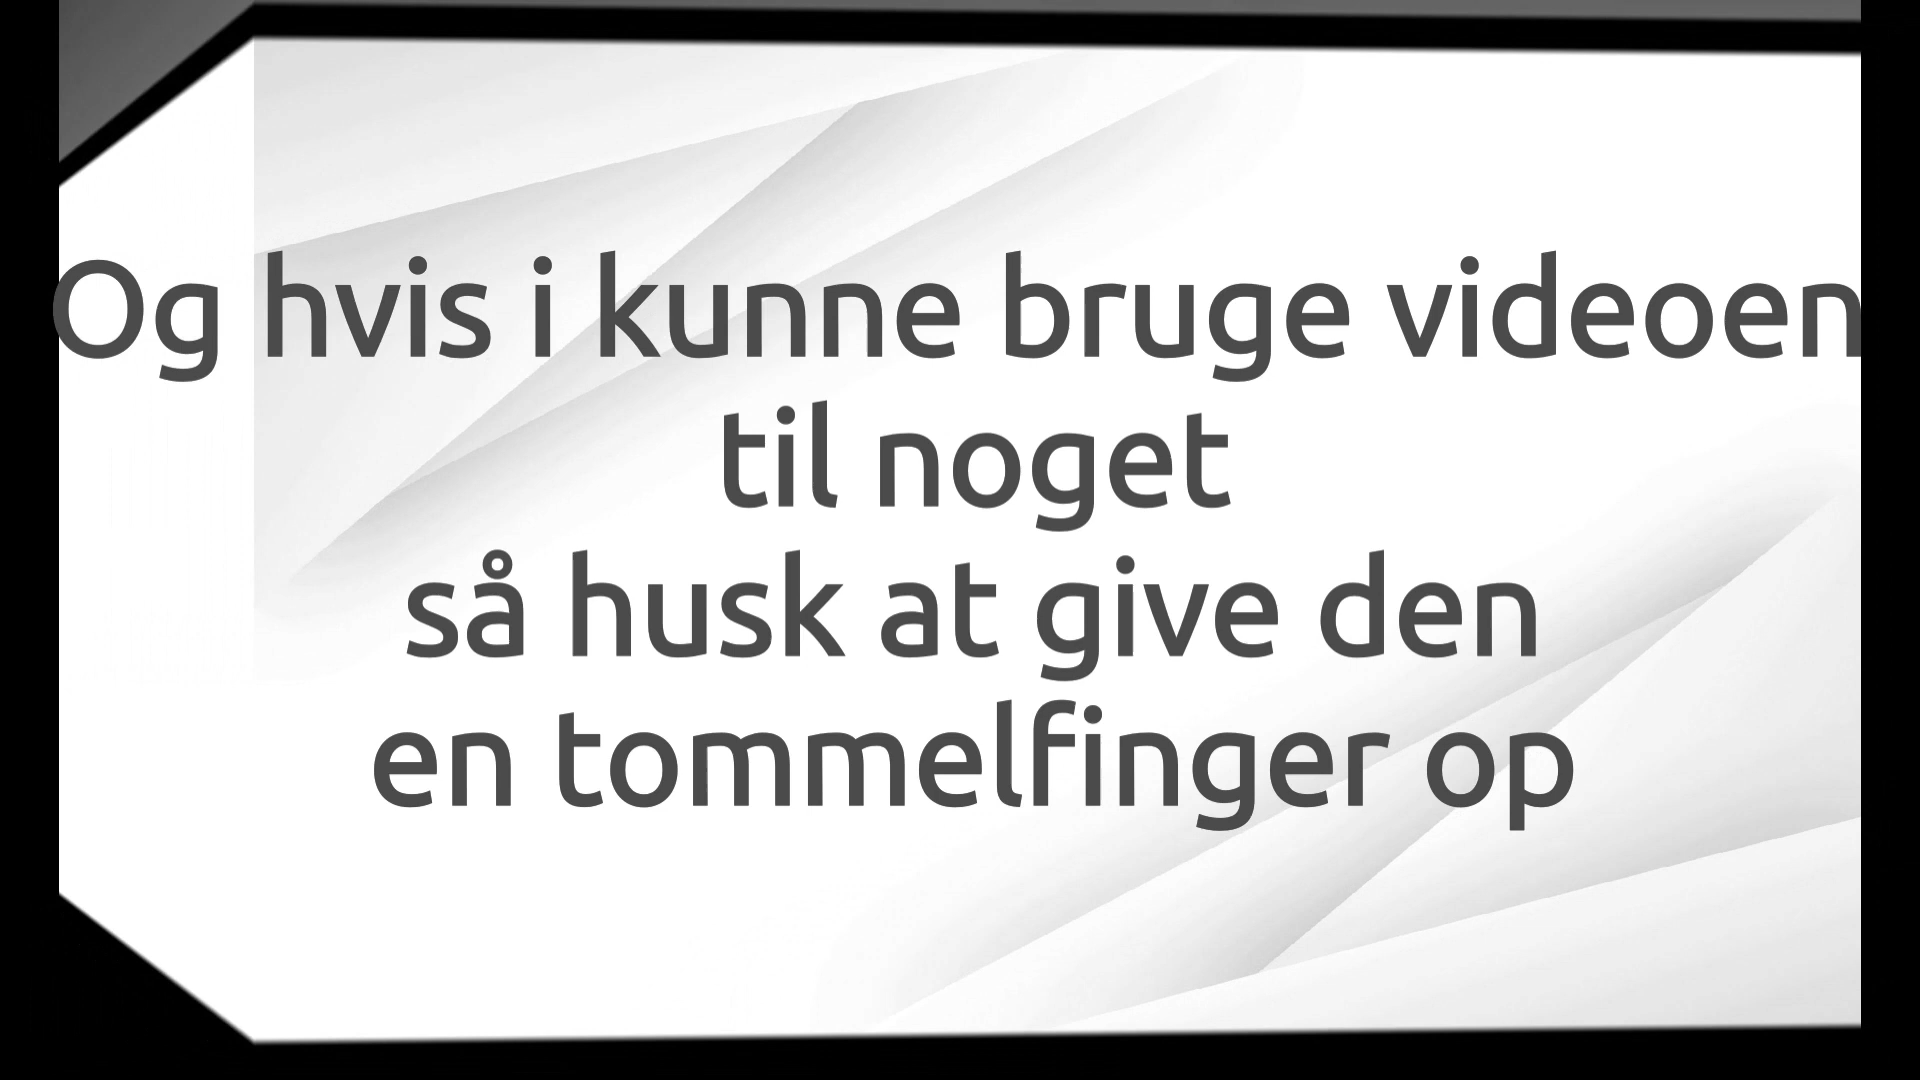 Og hvis i kunne bruge videoen
til noget
så husk at give den
en tommelfinger op